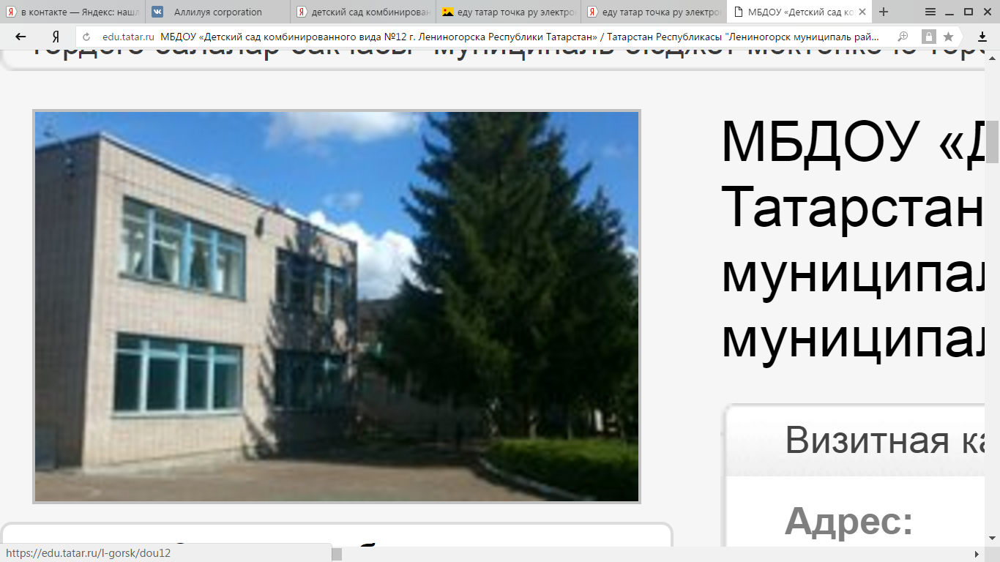 в контакте — Яндекс: нашл
Аллилуя corporation
детский сад комбинирован
еду татар точка ру электро
еду татар точка ру электро
МБДОУ «Детский сад ко
edu.tatar.ru МБДОУ «Детский сад комбинированного вида №12 г. Лениногорска Республики Татарстан» / Татарстан Республикасы "Лениногорск муниципаль рай...
МБДОУ «Д
Татарстан
муниципал
муниципал
Визитная ка
Адрес:
https://edu.tatar.ru/l-gorsk/dou12